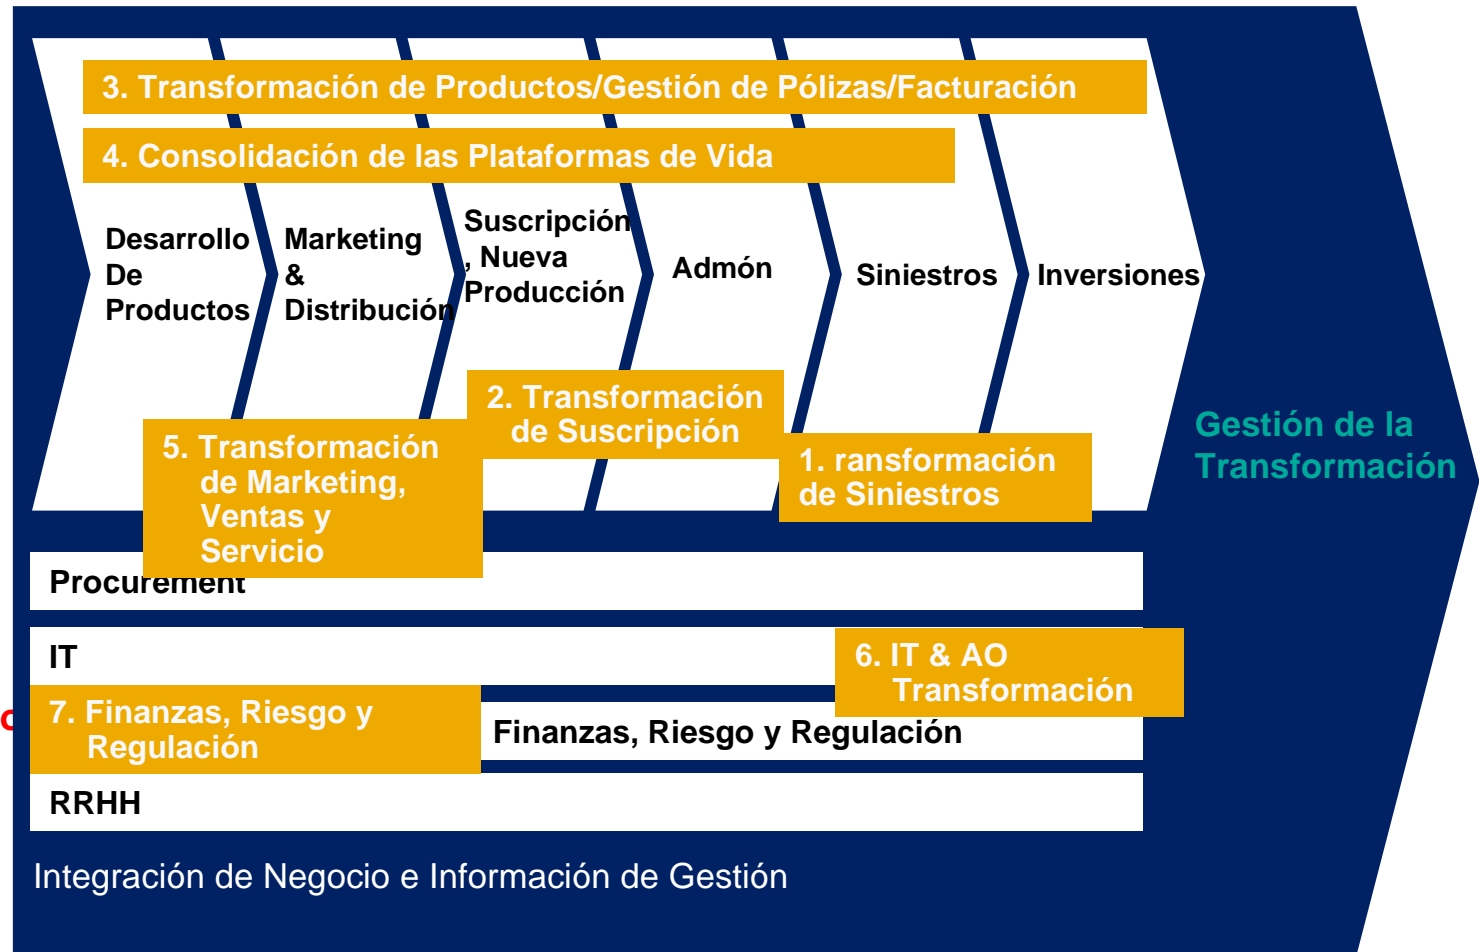 3. Transformación de Productos/Gestión de Pólizas/Facturación
4. Consolidación de las Plataformas de Vida
Desarrollo
De
Productos
Marketing
&
Distribución
Suscripción
, Nueva
Producción
Admón
Siniestros
Inversiones
2. Transformación
de Suscripción
5. Transformación
de Marketing,
Ventas y
Servicio
1. ransformación
de Siniestros
Gestión de la
Transformación
Procurement
IT
6. IT & AO
Transformación
7. Finanzas, Riesgo y
Regulación
Finanzas, Riesgo y Regulación
RRHH
Integración de Negocio e Información de Gestión